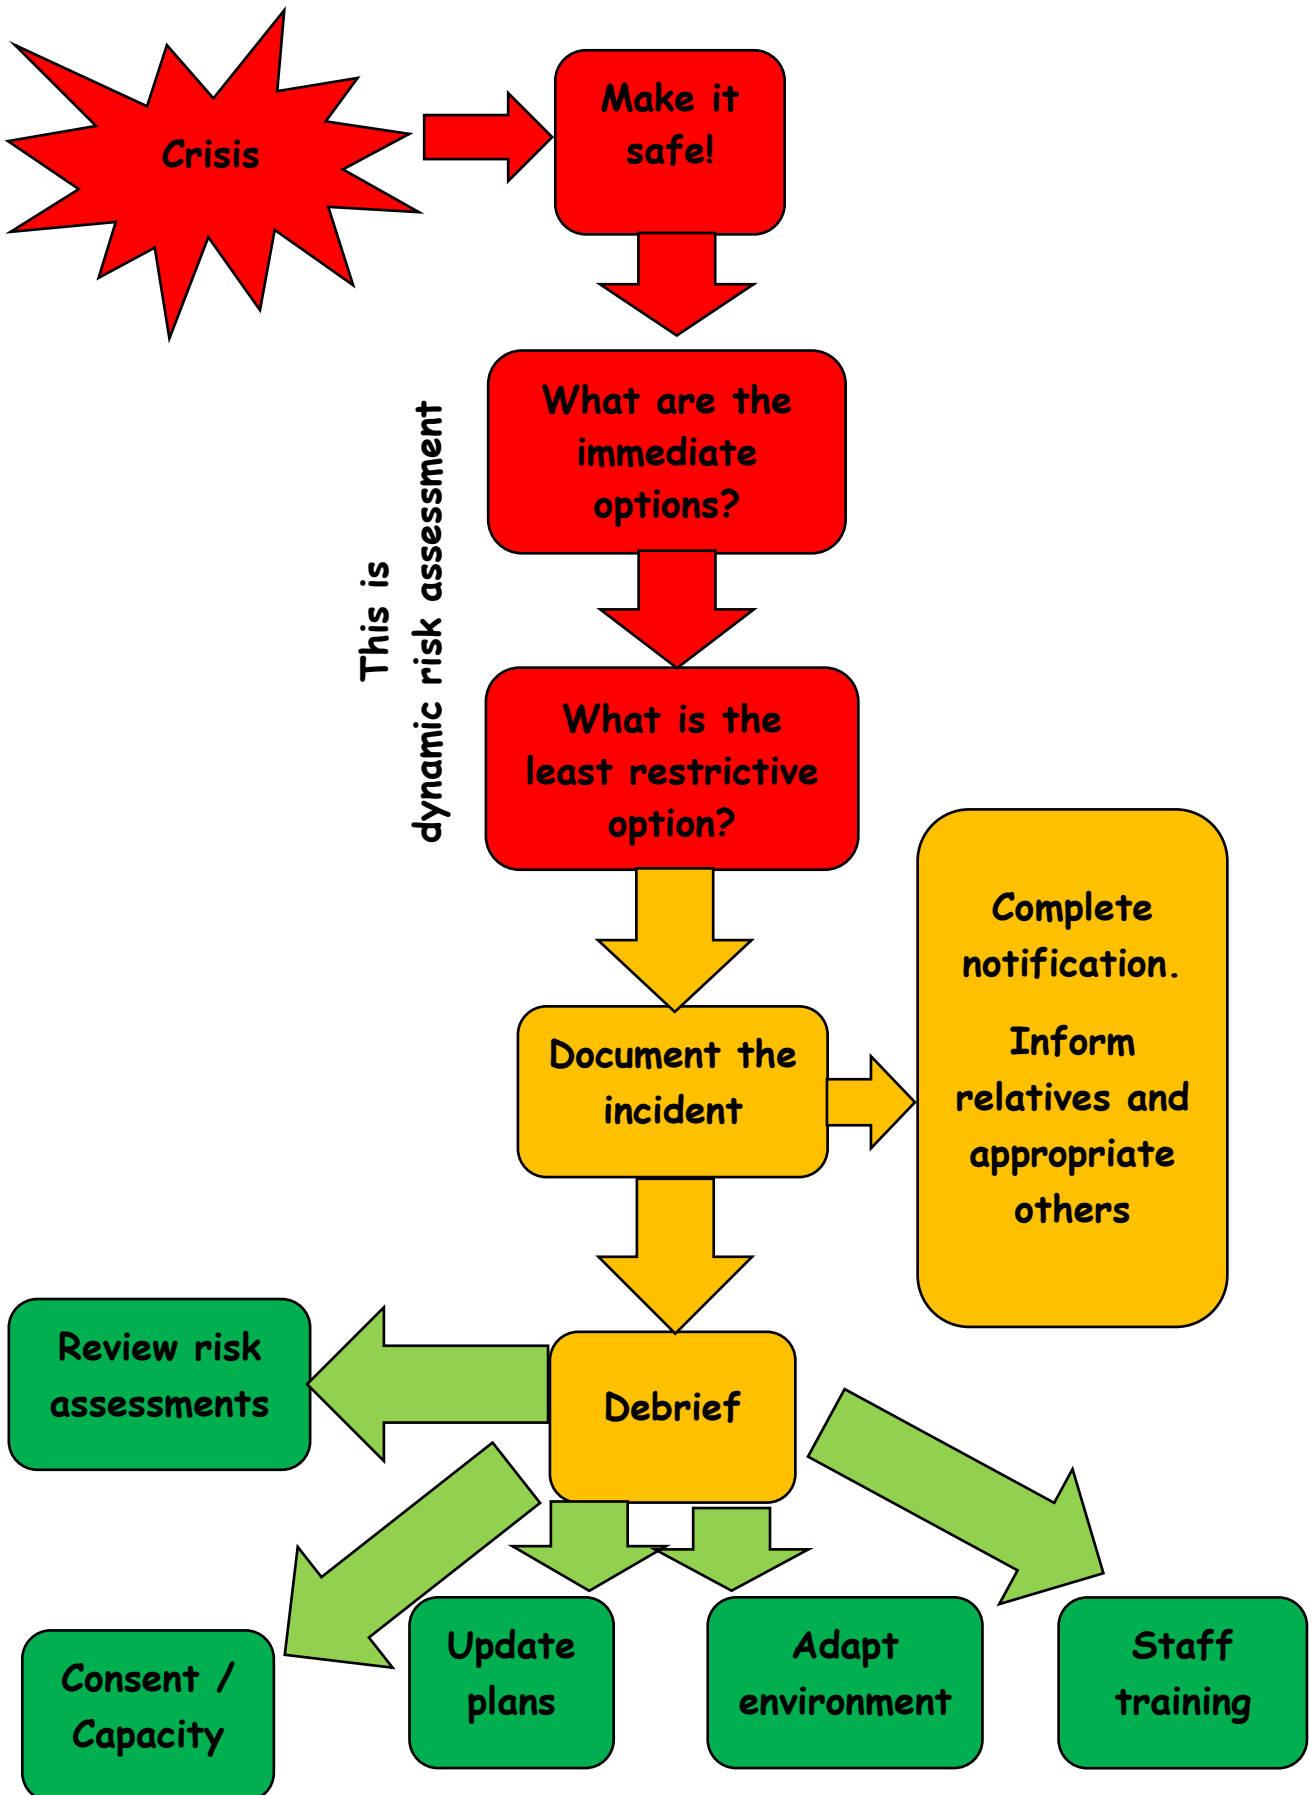 Crisis
Make it
safe!
What are the
immediate
options?
This is
dynamic risk assessment
What is the
least restrictive
option?
Document the
incident
Complete
notification.
Inform
relatives and
appropriate
others
Debrief
Review risk
assessments
Consent /
Capacity
Update
plans
Adapt
environment
Staff
training